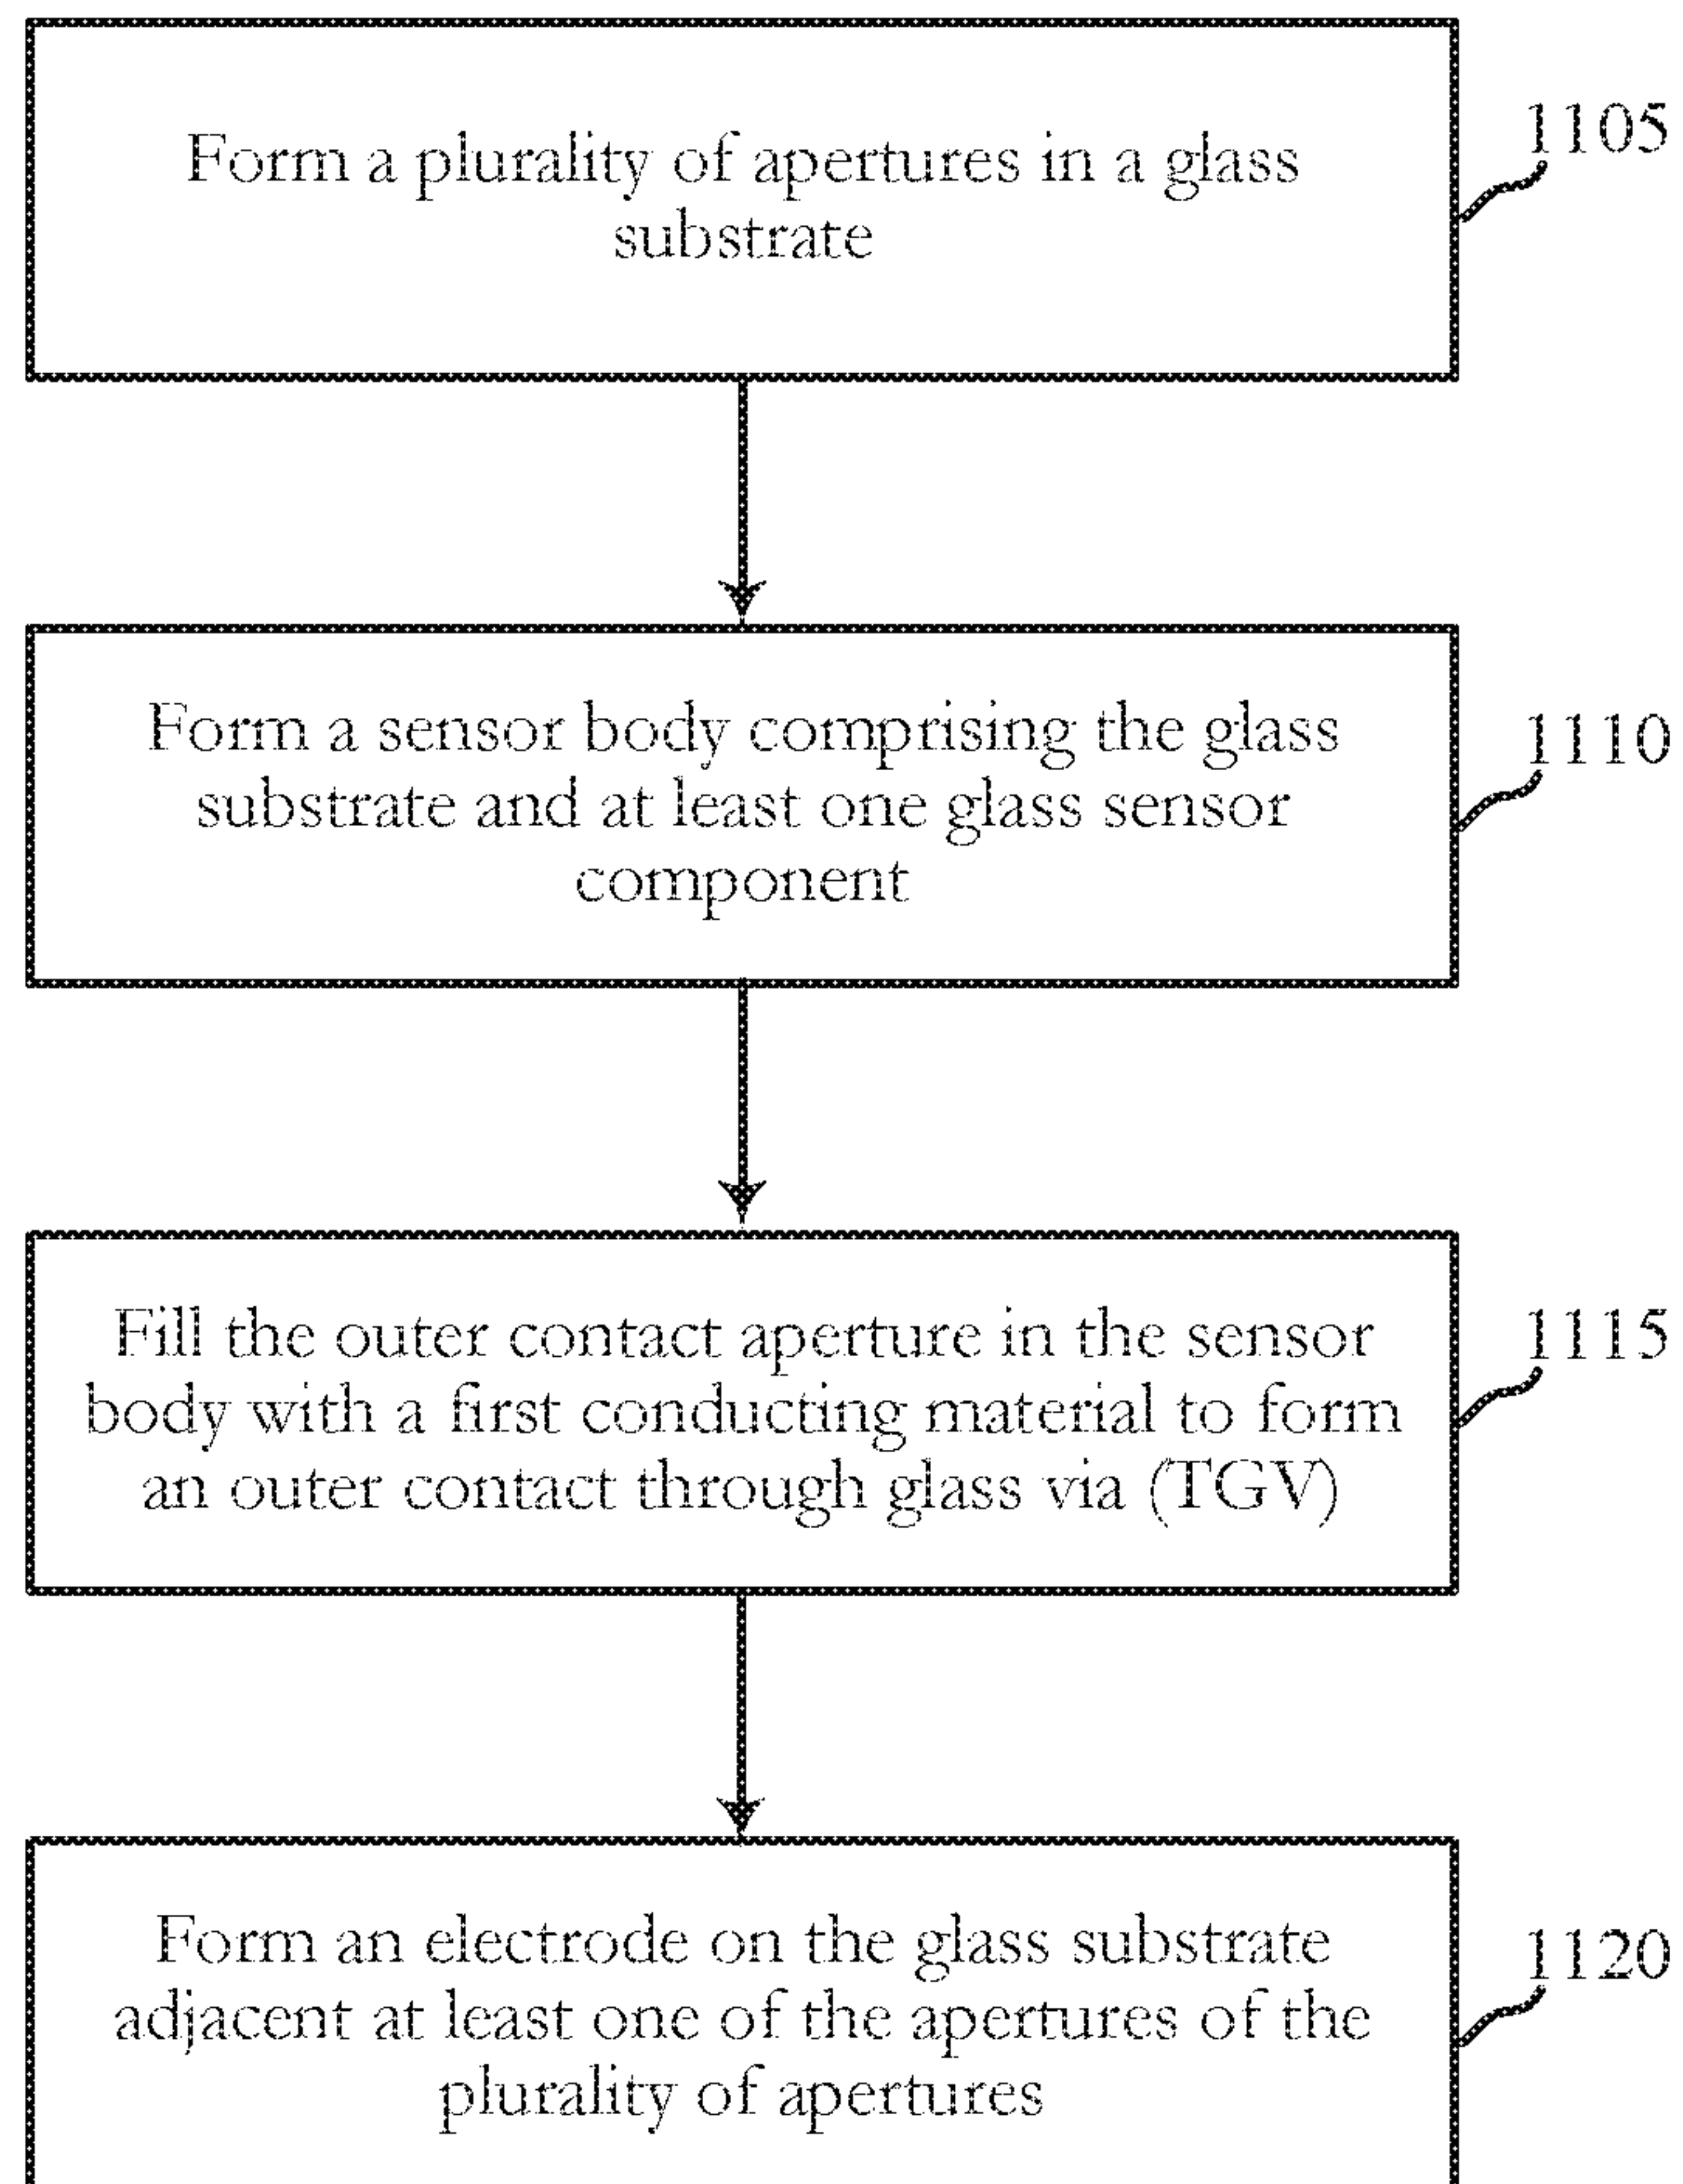 Form a plurality of apertures in a glass
substrate
1105
Form a sensor body comprising the glass
substrate and at least one glass sensor
component
1110
Fill the outer contact aperture in the sensor
body with a first conducting material to form
an outer contact through glass via (TGV)
1115
Form an electrode on the glass substrate
adjacent at least one of the apertures of the
plurality of apertures
1120